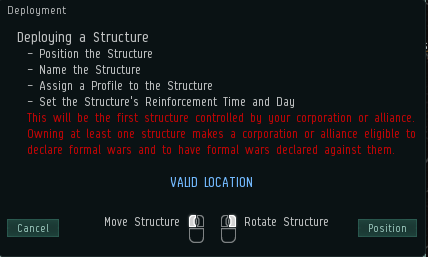 Deployment
Deploying a Structure
- Position the Structure
- Name the Structure
- Assign a Profile to the Structure
- Set the Structure's Reinforcement Time and Day
This will be the first structure controlled by your corporation or alliance.
Owning at least one structure makes a corporation or alliance eligible to
declare formal wars and to have formal wars declared against them.
VALID LOCATION
Cancel Move Structure Rotate Structure Position